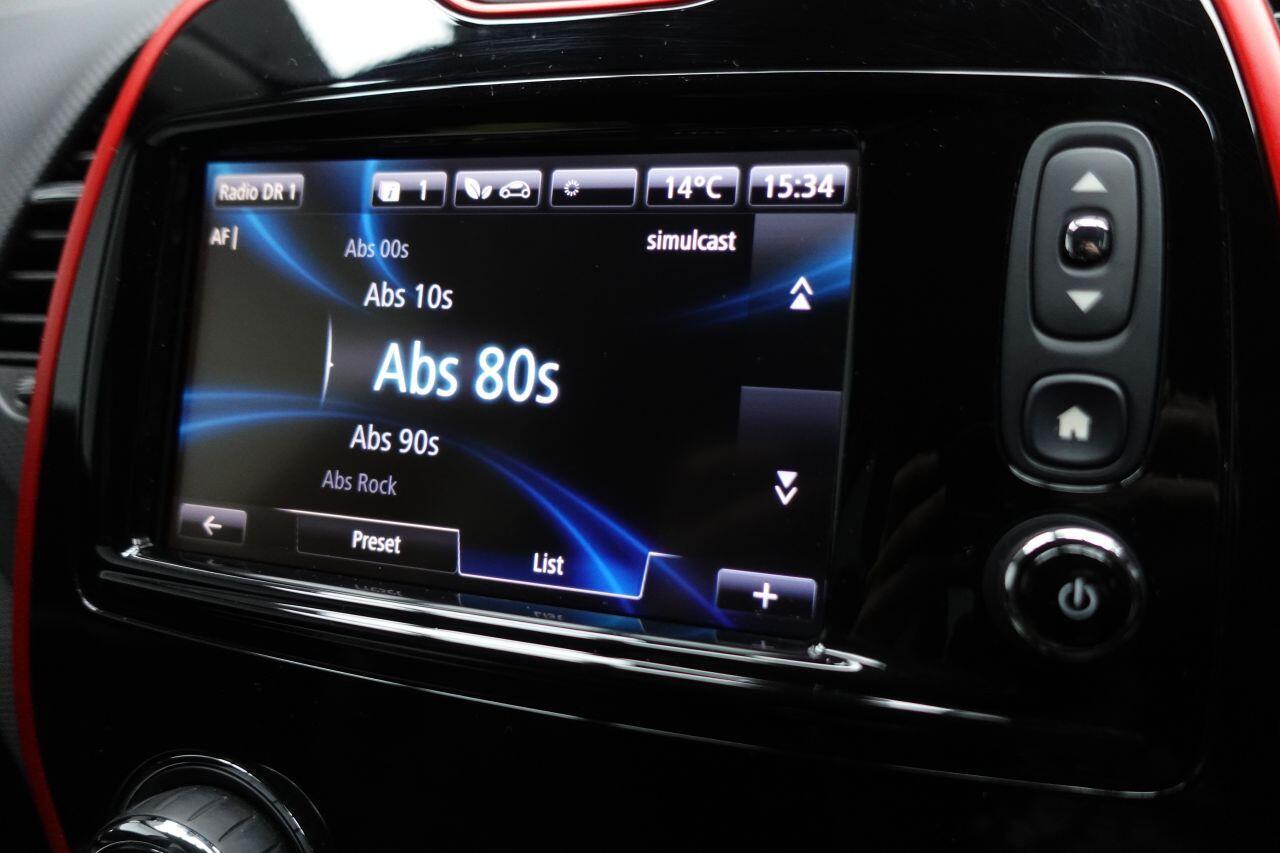 Radio DR 1
1
14°C
15:34
AF
simulcast
Abs 00s
Abs 10s
Abs 80s
Abs 90s
Abs Rock
Preset
List
+